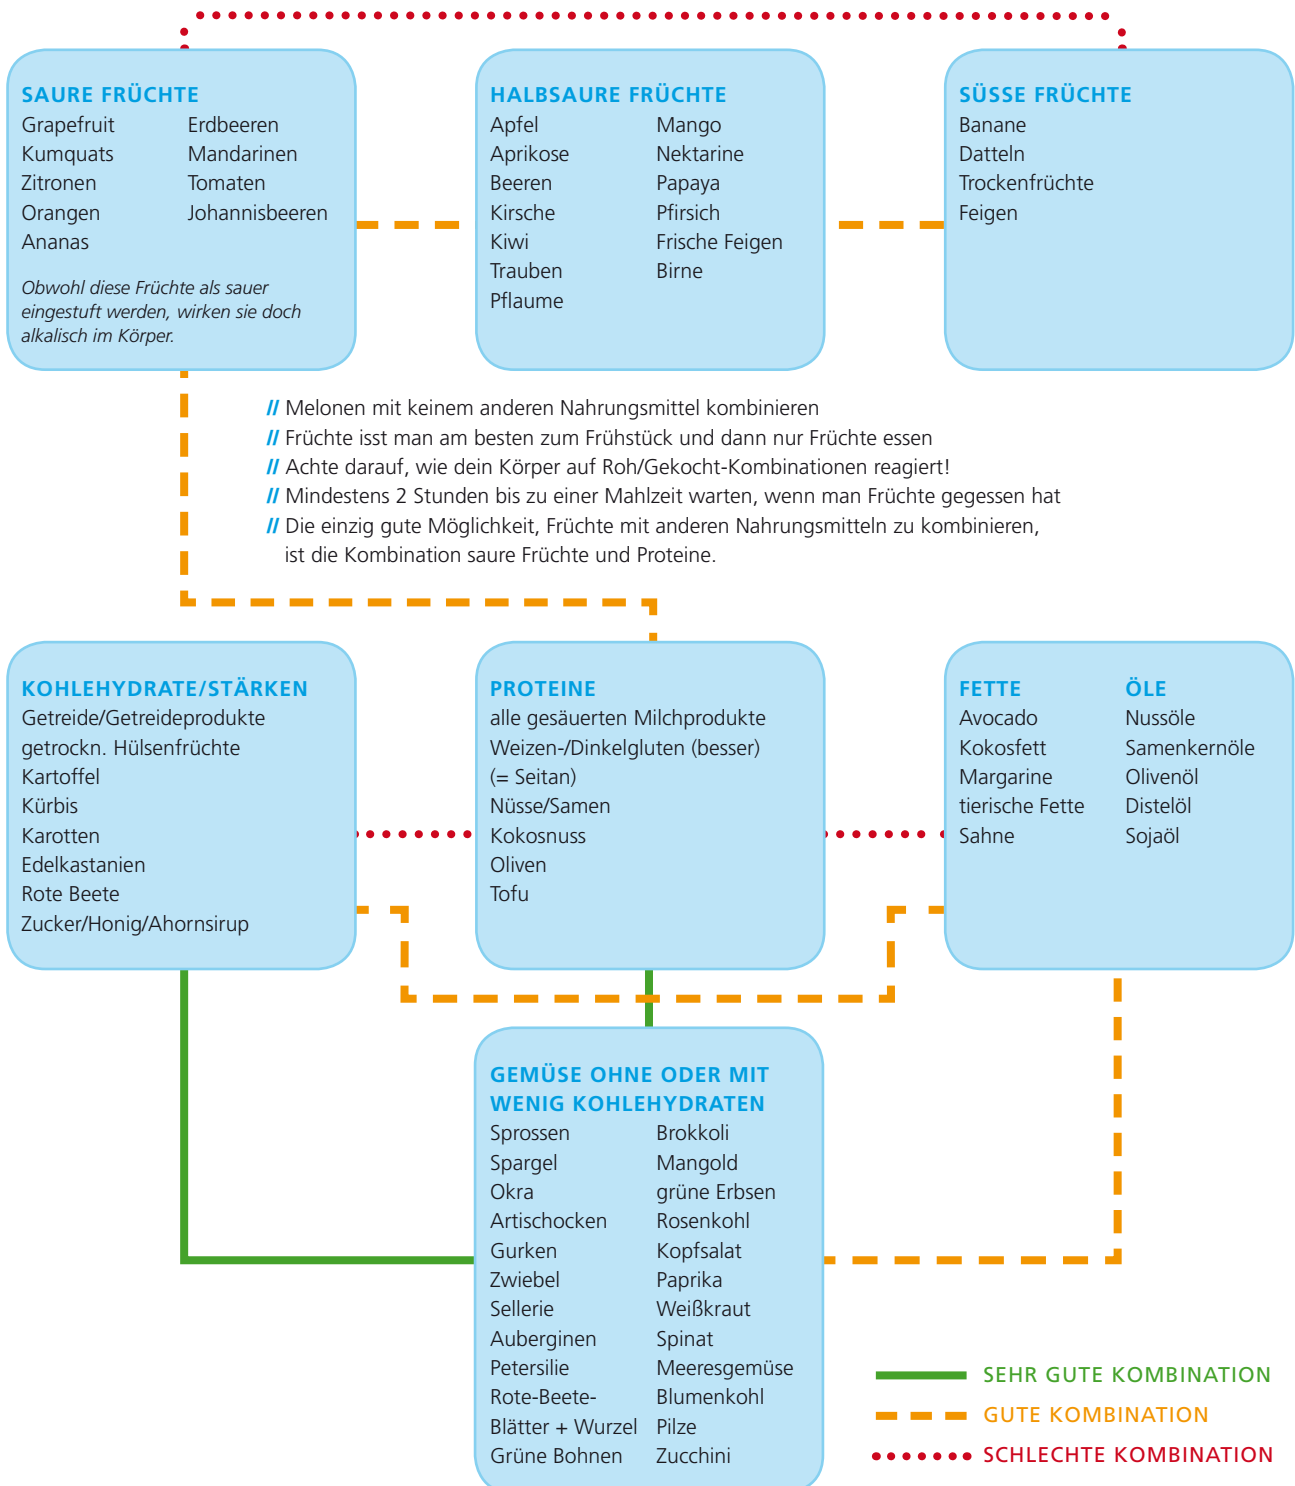 SAURE FRÜCHTE
Grapefruit
Kumquats
Zitronen
Orangen
Ananas
Erdbeeren
Mandarinen
Tomaten
Johannisbeeren
Obwohl diese Früchte als sauer
eingestuft werden, wirken sie doch
alkalisch im Körper.
HALBSAURE FRÜCHTE
Apfel
Aprikose
Beeren
Kirsche
Kiwi
Trauben
Pflaume
Mango
Nektarine
Papaya
Pfirsich
Frische Feigen
Birne
SÜSSE FRÜCHTE
Banane
Datteln
Trockenfrüchte
Feigen
// Melonen mit keinem anderen Nahrungsmittel kombinieren
// Früchte isst man am besten zum Frühstück und dann nur Früchte essen
// Achte darauf, wie dein Körper auf Roh/Gekocht-Kombinationen reagiert!
// Mindestens 2 Stunden bis zu einer Mahlzeit warten, wenn man Früchte gegessen hat
// Die einzig gute Möglichkeit, Früchte mit anderen Nahrungsmitteln zu kombinieren,
ist die Kombination saure Früchte und Proteine.
KOHLEHYDRATE/STÄRKEN
Getreide/Getreideprodukte
getrockn. Hülsenfrüchte
Kartoffel
Kürbis
Karotten
Edelkastanien
Rote Beete
Zucker/Honig/Ahornsirup
PROTEINE
alle gesäuerten Milchprodukte
Weizen-/Dinkelgluten (besser)
(= Seitan)
Nüsse/Samen
Kokosnuss
Oliven
Tofu
FETTE
Avocado
Kokosfett
Margarine
tierische Fette
Sahne
ÖLE
Nussöle
Samenkernöle
Olivenöl
Distelöl
Sojaöl
GEMÜSE OHNE ODER MIT
WENIG KOHLEHYDRATEN
Sprossen
Spargel
Okra
Artischocken
Gurken
Zwiebel
Sellerie
Auberginen
Petersilie
Rote-Beete-
Blätter + Wurzel
Grüne Bohnen
Brokkoli
Mangold
grüne Erbsen
Rosenkohl
Kopfsalat
Paprika
Weißkraut
Spinat
Meeresgemüse
Blumenkohl
Pilze
Zucchini
SEHR GUTE KOMBINATION
GUTE KOMBINATION
SCHLECHTE KOMBINATION